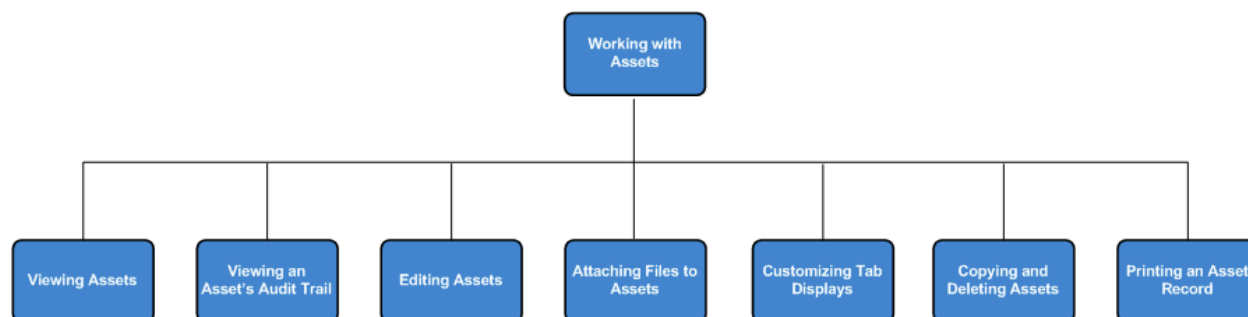 Working with
Assets
Viewing Assets
Viewing an
Asset's Audit Trail
Editing Assets
Attaching Files to
Assets
Customizing Tab
Displays
Copying and
Deleting Assets
Printing an Asset
Record